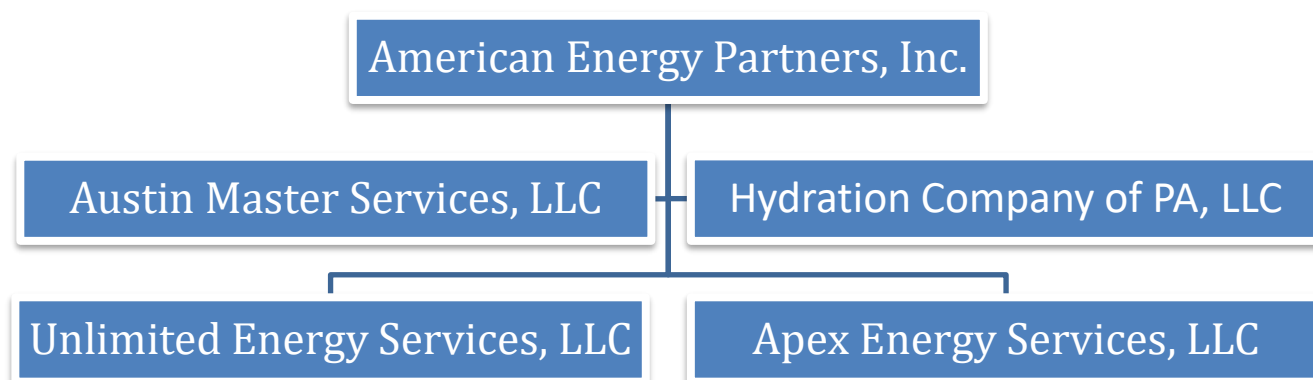 American Energy Partners, Inc.
Austin Master Services, LLC
Hydration Company of PA, LLC
Unlimited Energy Services, LLC
Apex Energy Services, LLC